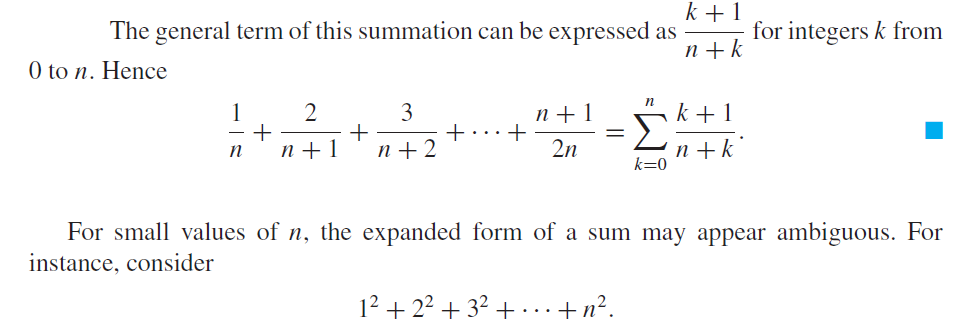 The general term of this summation can be expressed as \frac{k + 1}{n + k} for integers k from
0 to n. Hence
\frac{1}{n} + \frac{2}{n + 1} + \frac{3}{n + 2} + \cdots + \frac{n + 1}{2n} = \sum_{k=0}^{n} \frac{k + 1}{n + k}.
For small values of n, the expanded form of a sum may appear ambiguous. For
instance, consider
1^2 + 2^2 + 3^2 + \cdots + n^2.